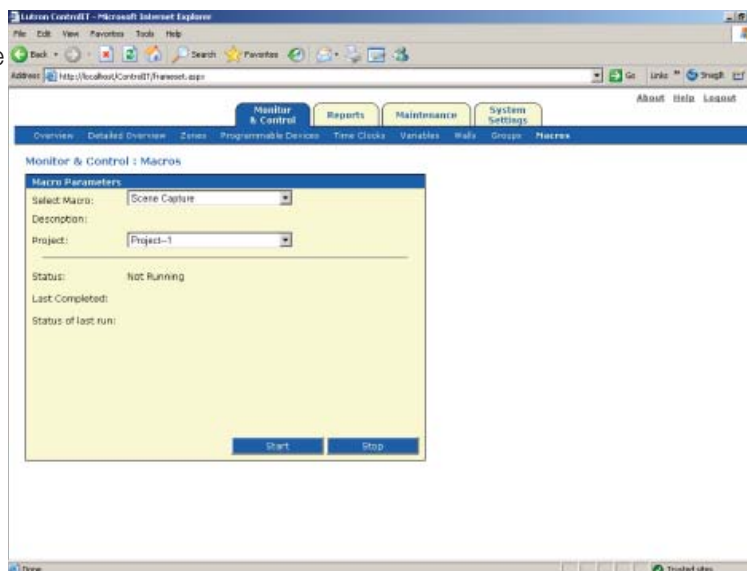 Lutron ControlIT - Microsoft Internet Explorer
File Edit View Favorites Tools Help
e
Back Search Favorites
Address http://localhost/ControlIT/frameset.aspx Go Links SnagIt
About Help Logout
Monitor & Control Reports Maintenance System Settings
Overview Detailed Overview Zones Programmable Devices Time Clocks Variables Walls Groups Macros
Monitor & Control : Macros
Macro Parameters
Select Macro: Scene Capture
Description:
Project: Project-1
Status: Not Running
Last Completed:
Status of last run:
Start Stop
Done Trusted sites